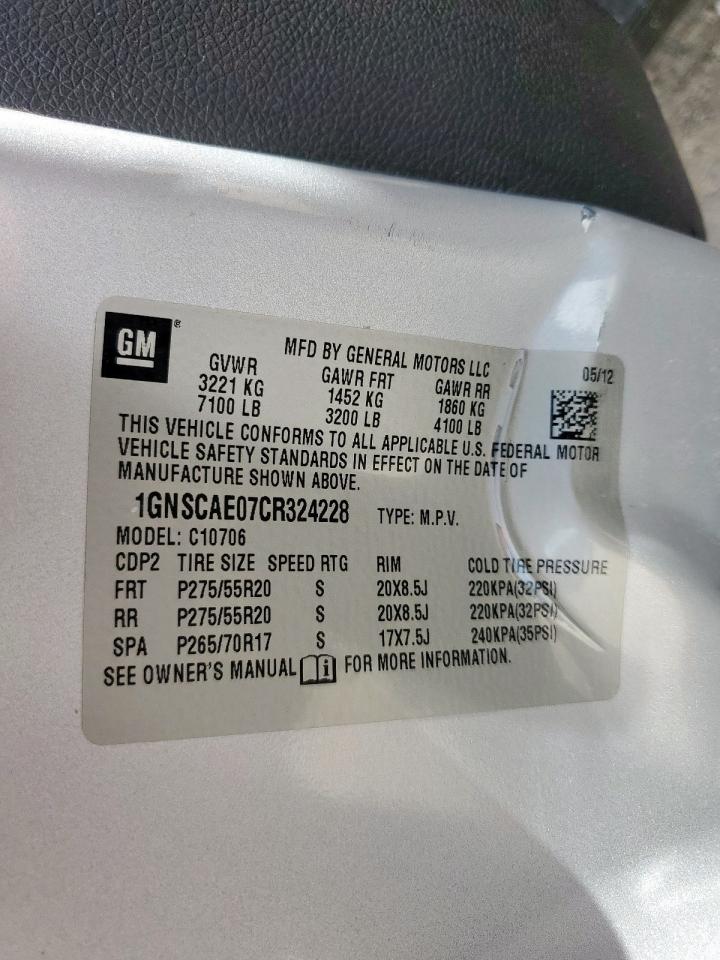 GM®
MFD BY GENERAL MOTORS LLC
05/12
GVWR GAWR FRT GAWR RR
3221 KG 1452 KG 1860 KG
7100 LB 3200 LB 4100 LB
THIS VEHICLE CONFORMS TO ALL APPLICABLE U.S. FEDERAL MOTOR
VEHICLE SAFETY STANDARDS IN EFFECT ON THE DATE OF
MANUFACTURE SHOWN ABOVE.
1GNSCAE07CR324228 TYPE: M.P.V.
MODEL: C10706
CDP2 TIRE SIZE SPEED RTG RIM COLD TIRE PRESSURE
FRT P275/55R20 S 20X8.5J 220KPA(32PSI)
RR P275/55R20 S 20X8.5J 220KPA(32PSI)
SPA P265/70R17 S 17X7.5J 240KPA(35PSI)
SEE OWNER'S MANUAL i FOR MORE INFORMATION.